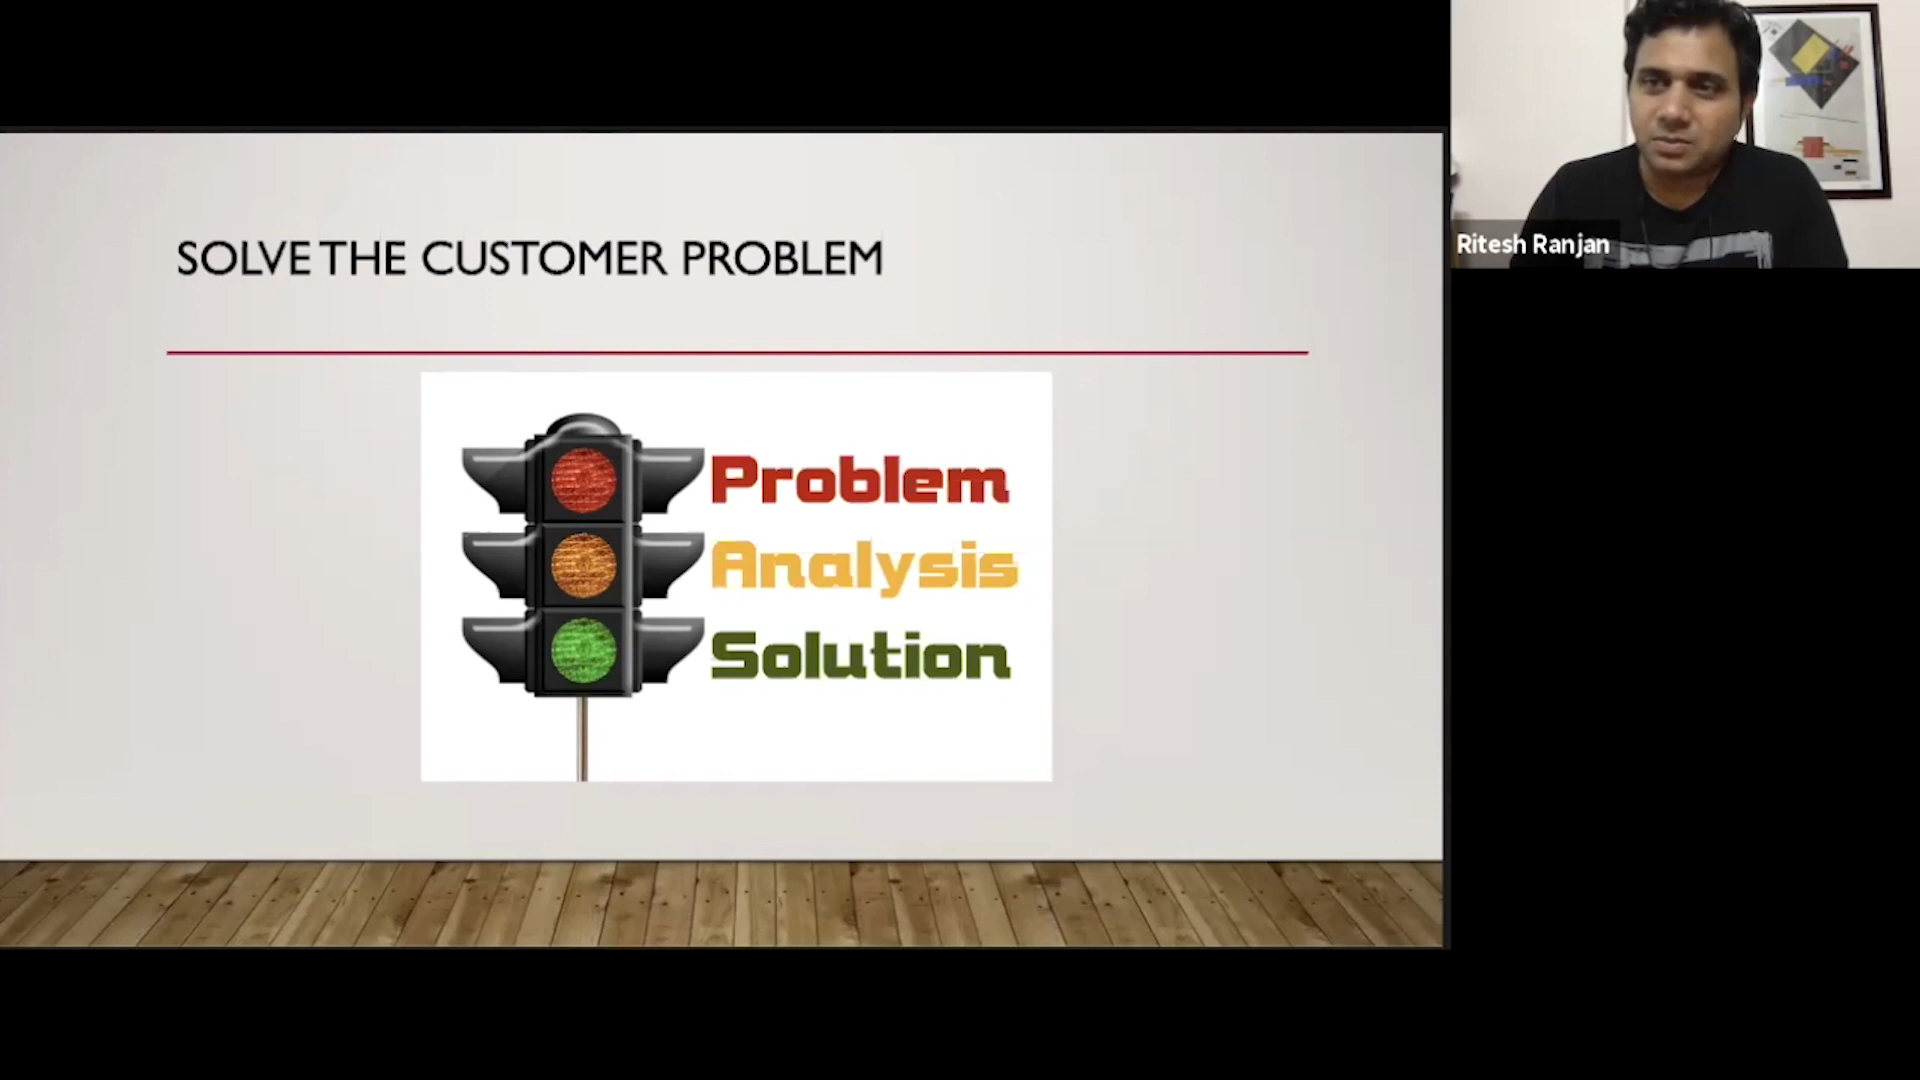 SOLVE THE CUSTOMER PROBLEM
Problem
Analysis
Solution
Ritesh Ranjan